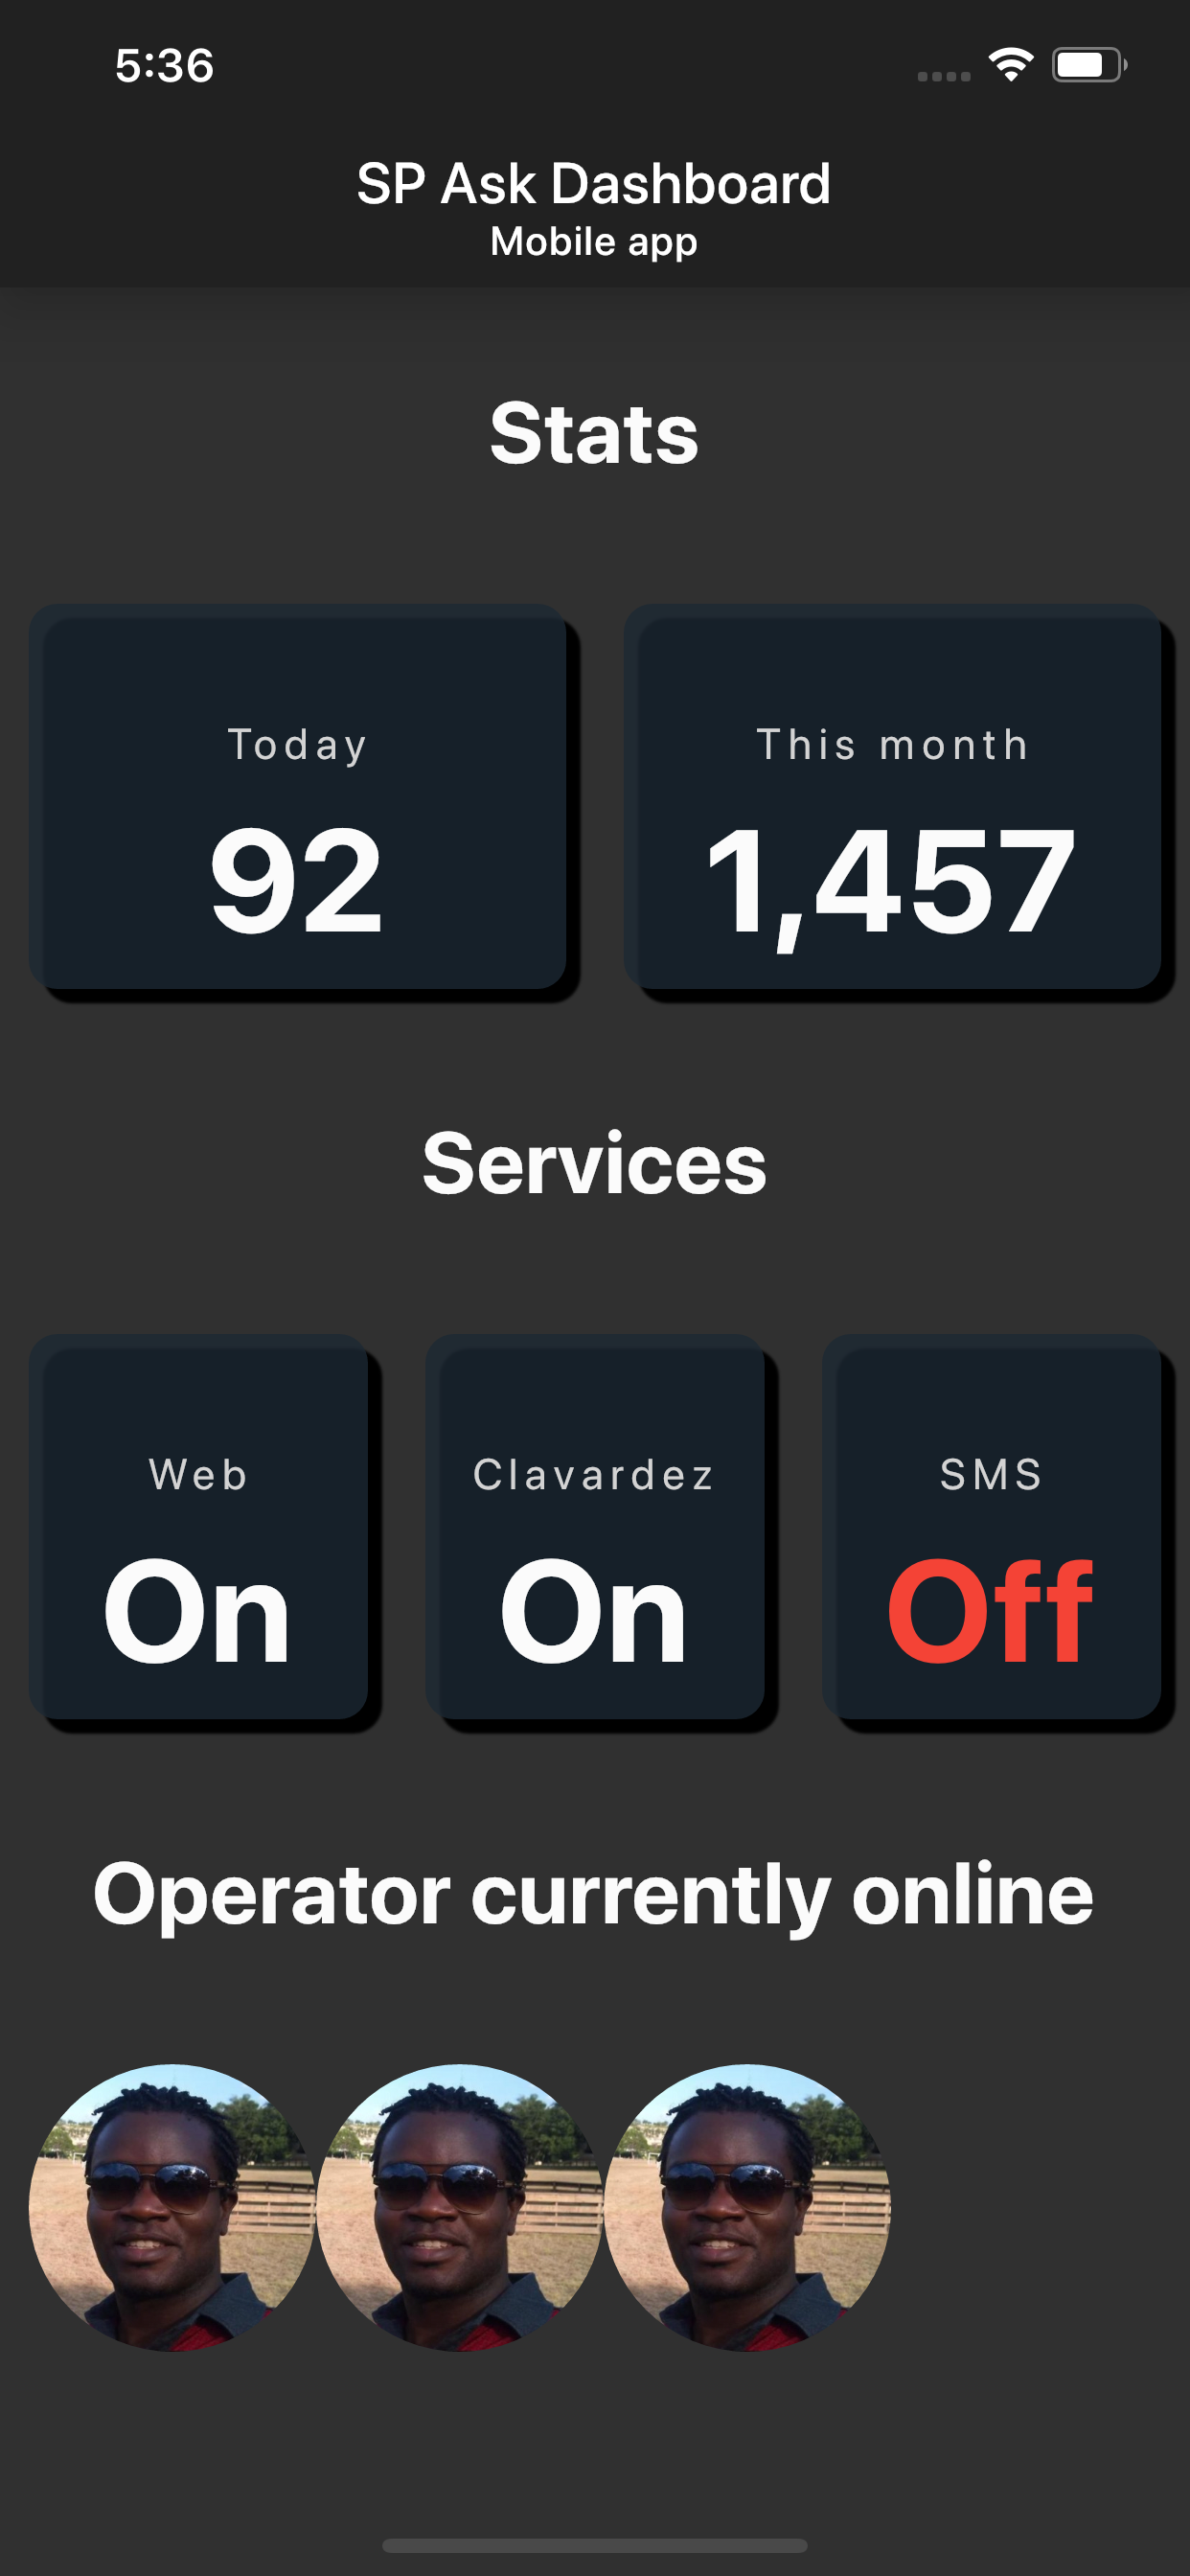 5:36
SP Ask Dashboard
Mobile app
Stats
Today
This month
92
1,457
Services
Web
Clavardez
SMS
On
On
Off
Operator currently online